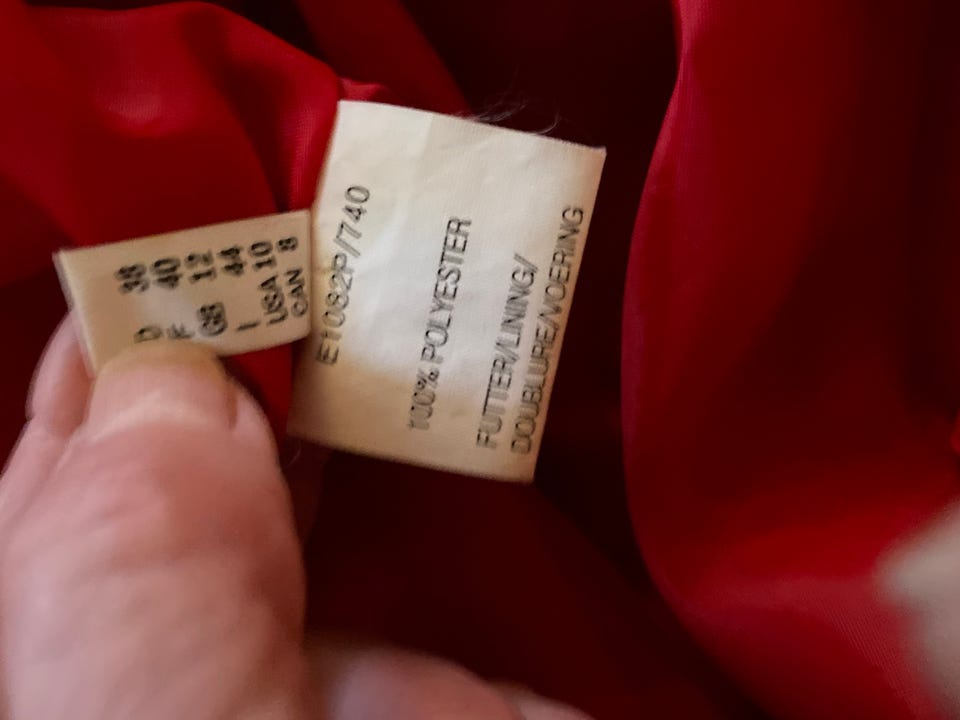 D 38
F 40
GB 12
I 44
USA 10
CAN 8
E1082P/740
100% POLYESTER
FUTTER/LINING/
DOUBLURE/VOERING